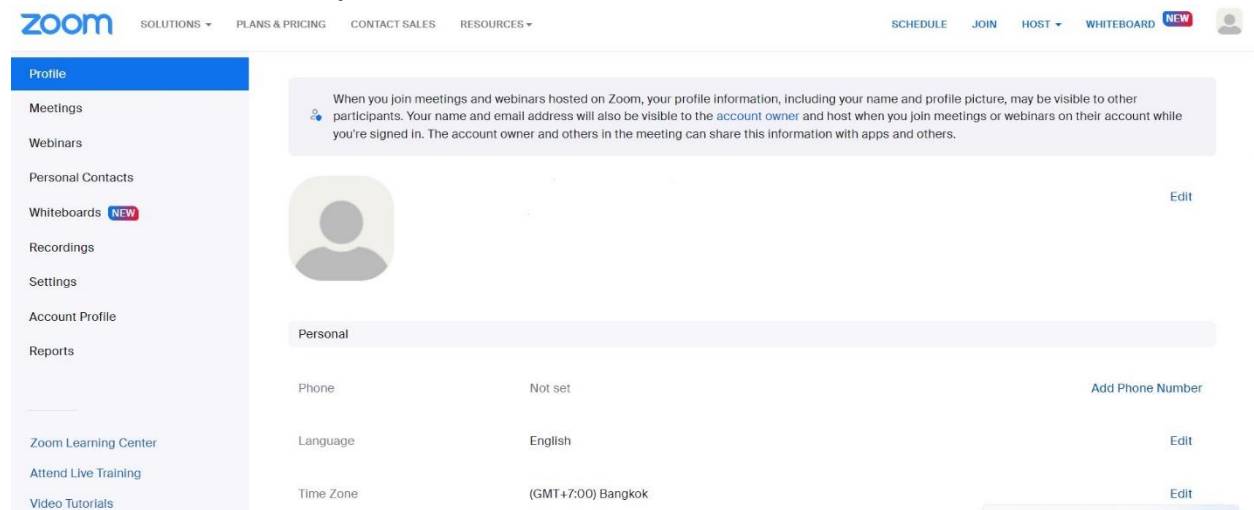 zoom SOLUTIONS PLANS & PRICING CONTACT SALES RESOURCES SCHEDULE JOIN HOST WHITEBOARD NEW
Profile
Meetings
Webinars
Personal Contacts
Whiteboards NEW
Recordings
Settings
Account Profile
Reports
Zoom Learning Center
Attend Live Training
Video Tutorials
When you join meetings and webinars hosted on Zoom, your profile information, including your name and profile picture, may be visible to other
participants. Your name and email address will also be visible to the account owner and host when you join meetings or webinars on their account while
you're signed in. The account owner and others in the meeting can share this information with apps and others.
Edit
Personal
Phone Not set Add Phone Number
Language English Edit
Time Zone (GMT+7:00) Bangkok Edit